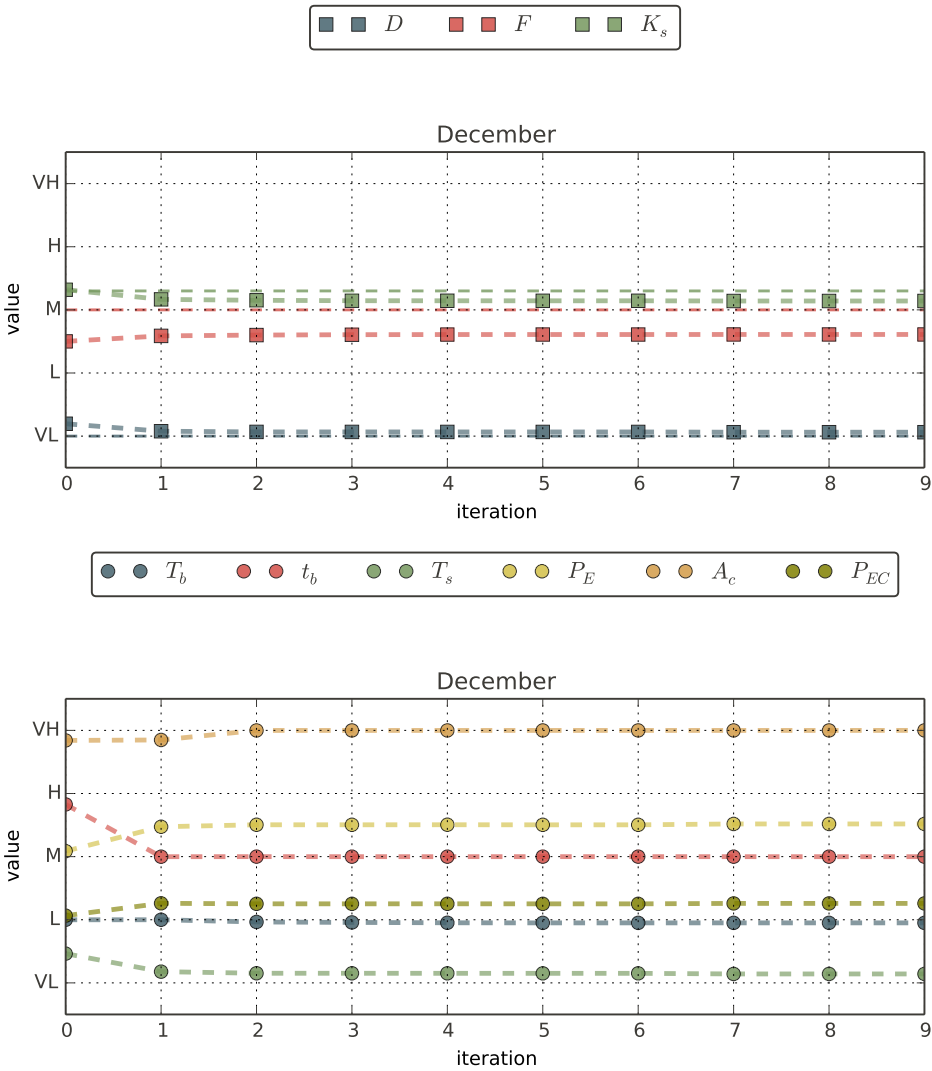 D F K_s
December
VH
H
M
L
VL
value
0 1 2 3 4 5 6 7 8 9
iteration
T_b t_b T_s P_E A_c P_EC
December
VH
H
M
L
VL
value
0 1 2 3 4 5 6 7 8 9
iteration